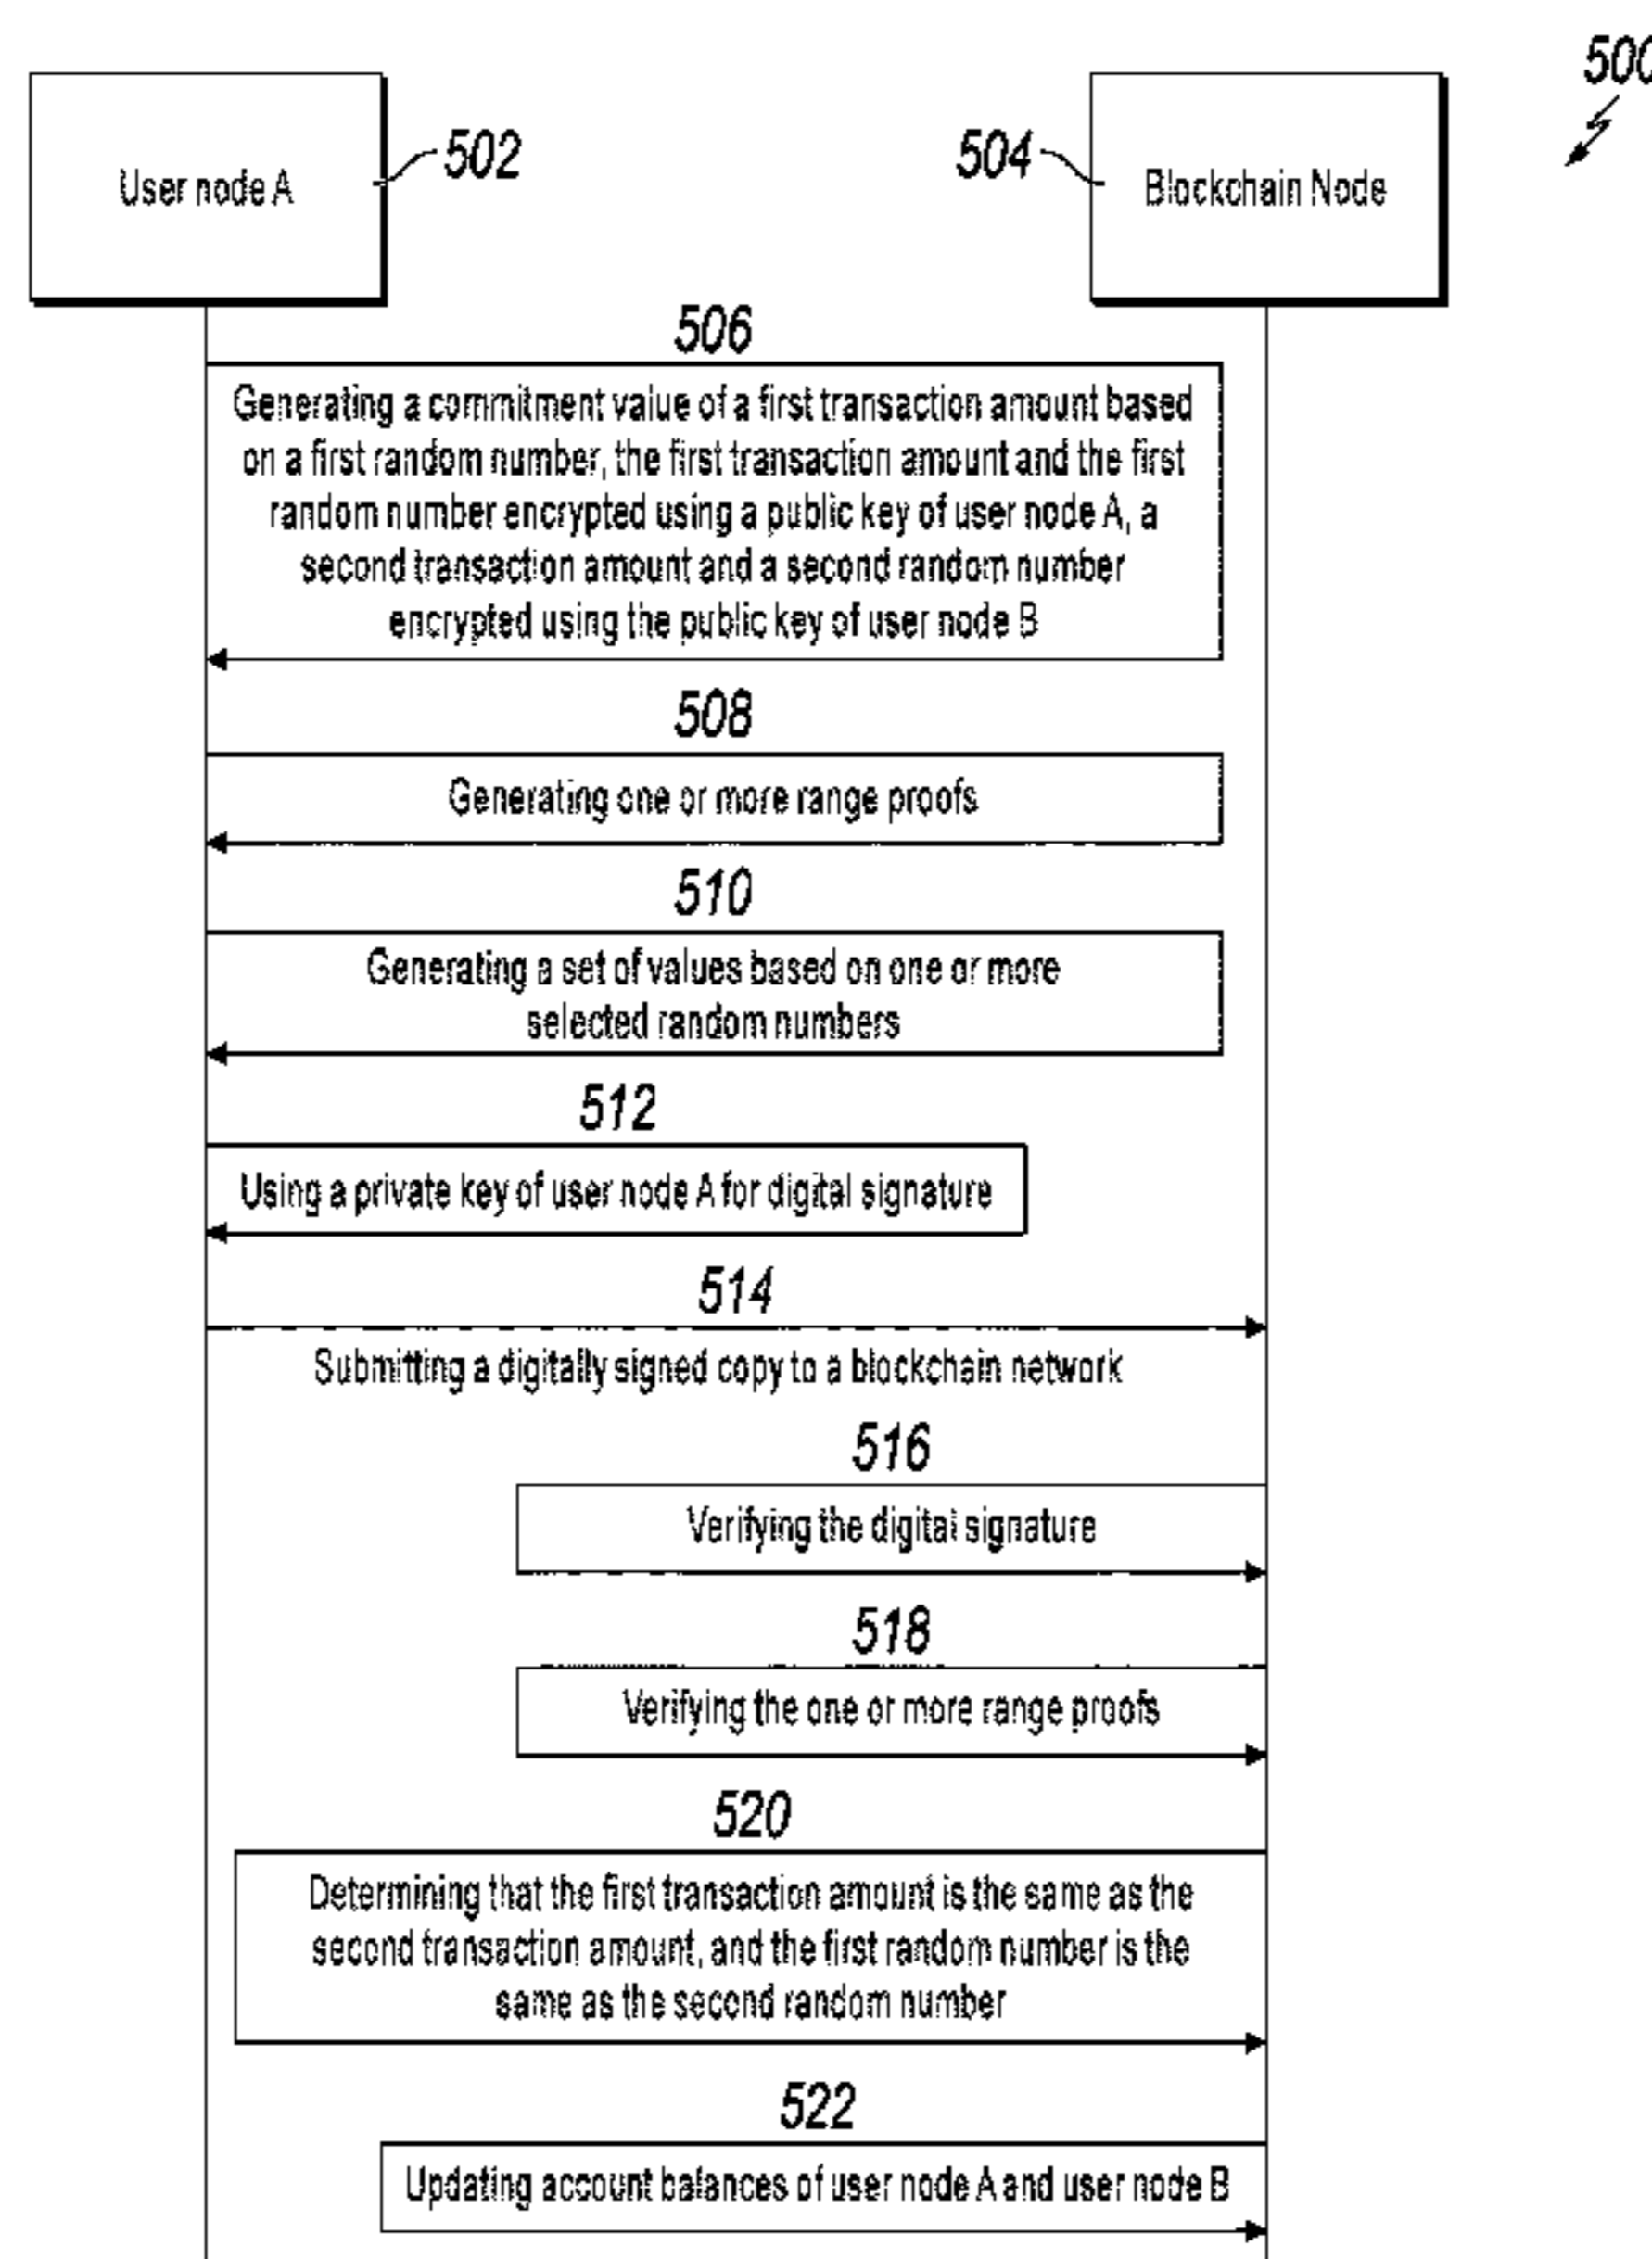 500
User node A
502
504
Blockchain Node
506
Generating a commitment value of a first transaction amount based
on a first random number, the first transaction amount and the first
random number encrypted using a public key of user node A, a
second transaction amount and a second random number
encrypted using the public key of user node B
508
Generating one or more range proofs
510
Generating a set of values based on one or more
selected random numbers
512
Using a private key of user node A for digital signature
514
Submitting a digitally signed copy to a blockchain network
516
Verifying the digital signature
518
Verifying the one or more range proofs
520
Determining that the first transaction amount is the same as the
second transaction amount, and the first random number is the
same as the second random number
522
Updating account balances of user node A and user node B